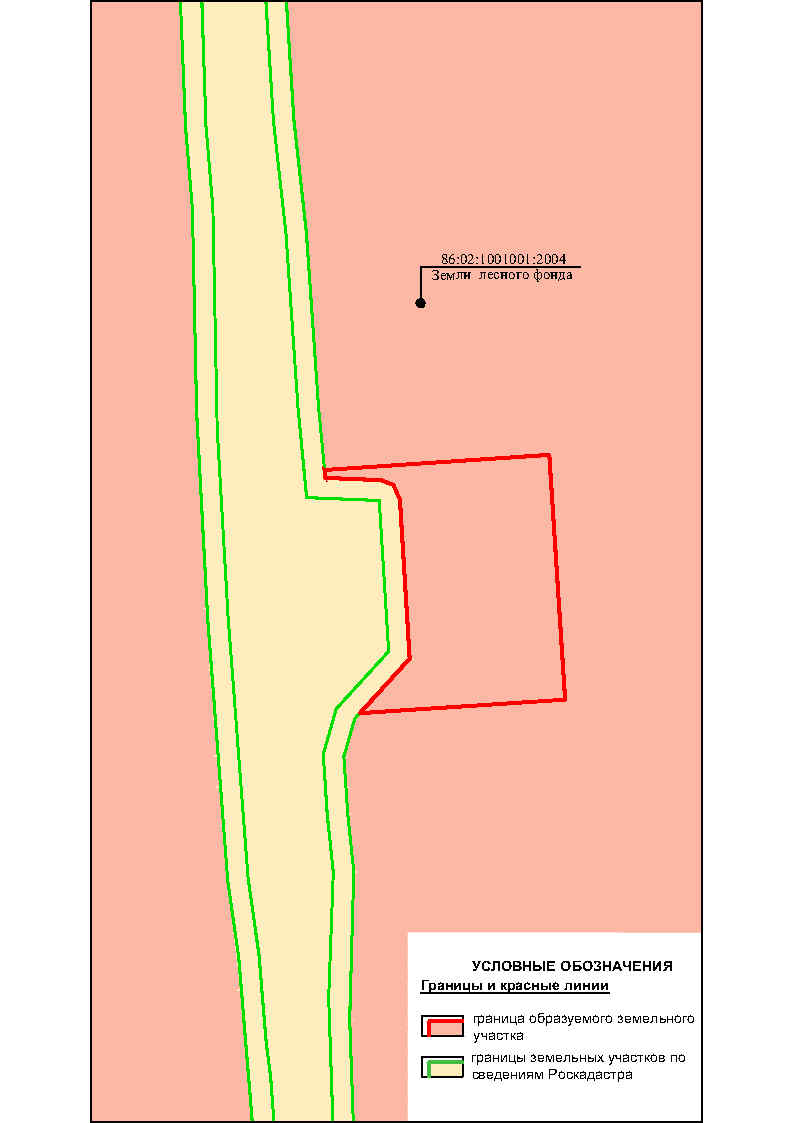 86:02:1001001:2004
Земли лесного фонда
УСЛОВНЫЕ ОБОЗНАЧЕНИЯ
Границы и красные линии
граница образуемого земельного
участка
границы земельных участков по
сведениям Роскадастра